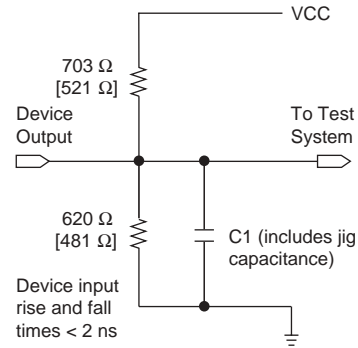 VCC
703 Ω
[521 Ω]
Device
Output
To Test
System
620 Ω
[481 Ω]
C1 (includes jig
capacitance)
Device input
rise and fall
times < 2 ns